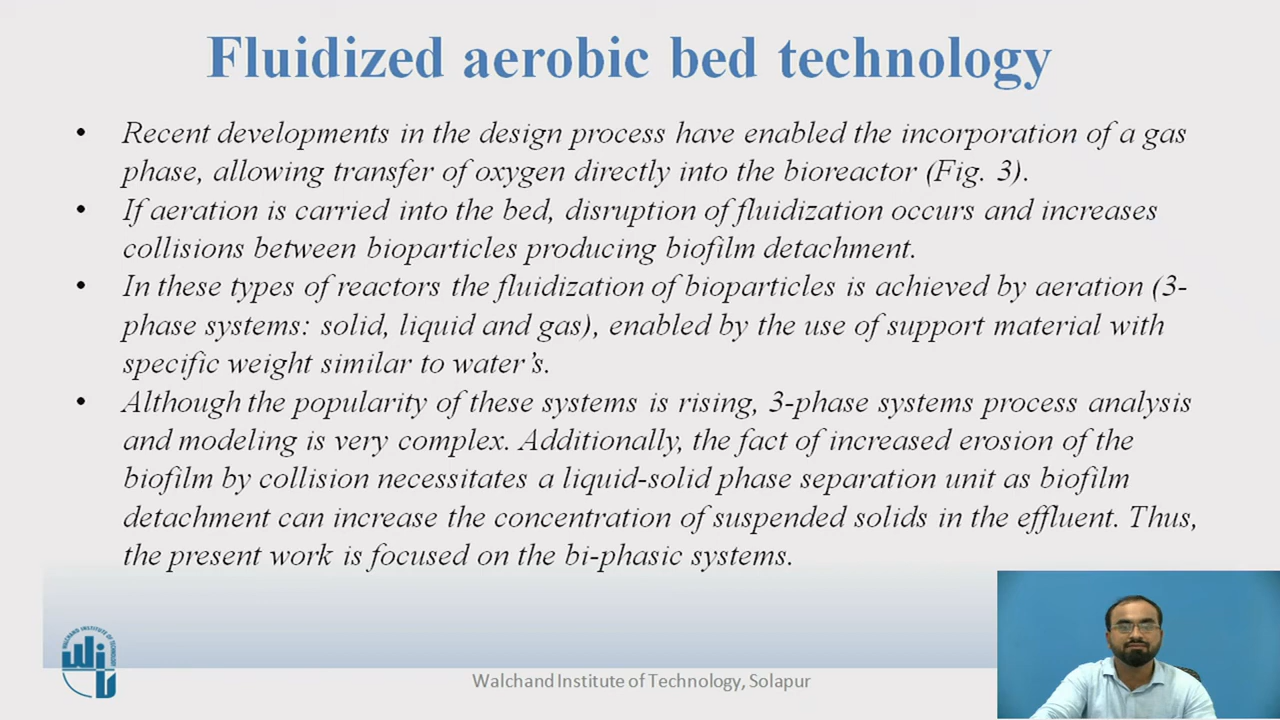 Fluidized aerobic bed technology
• Recent developments in the design process have enabled the incorporation of a gas
phase, allowing transfer of oxygen directly into the bioreactor (Fig. 3).
• If aeration is carried into the bed, disruption of fluidization occurs and increases
collisions between bioparticles producing biofilm detachment.
• In these types of reactors the fluidization of bioparticles is achieved by aeration (3-
phase systems: solid, liquid and gas), enabled by the use of support material with
specific weight similar to water’s.
• Although the popularity of these systems is rising, 3-phase systems process analysis
and modeling is very complex. Additionally, the fact of increased erosion of the
biofilm by collision necessitates a liquid-solid phase separation unit as biofilm
detachment can increase the concentration of suspended solids in the effluent. Thus,
the present work is focused on the bi-phasic systems.
WALCHAND INSTITUTE OF TECHNOLOGY
Walchand Institute of Technology, Solapur